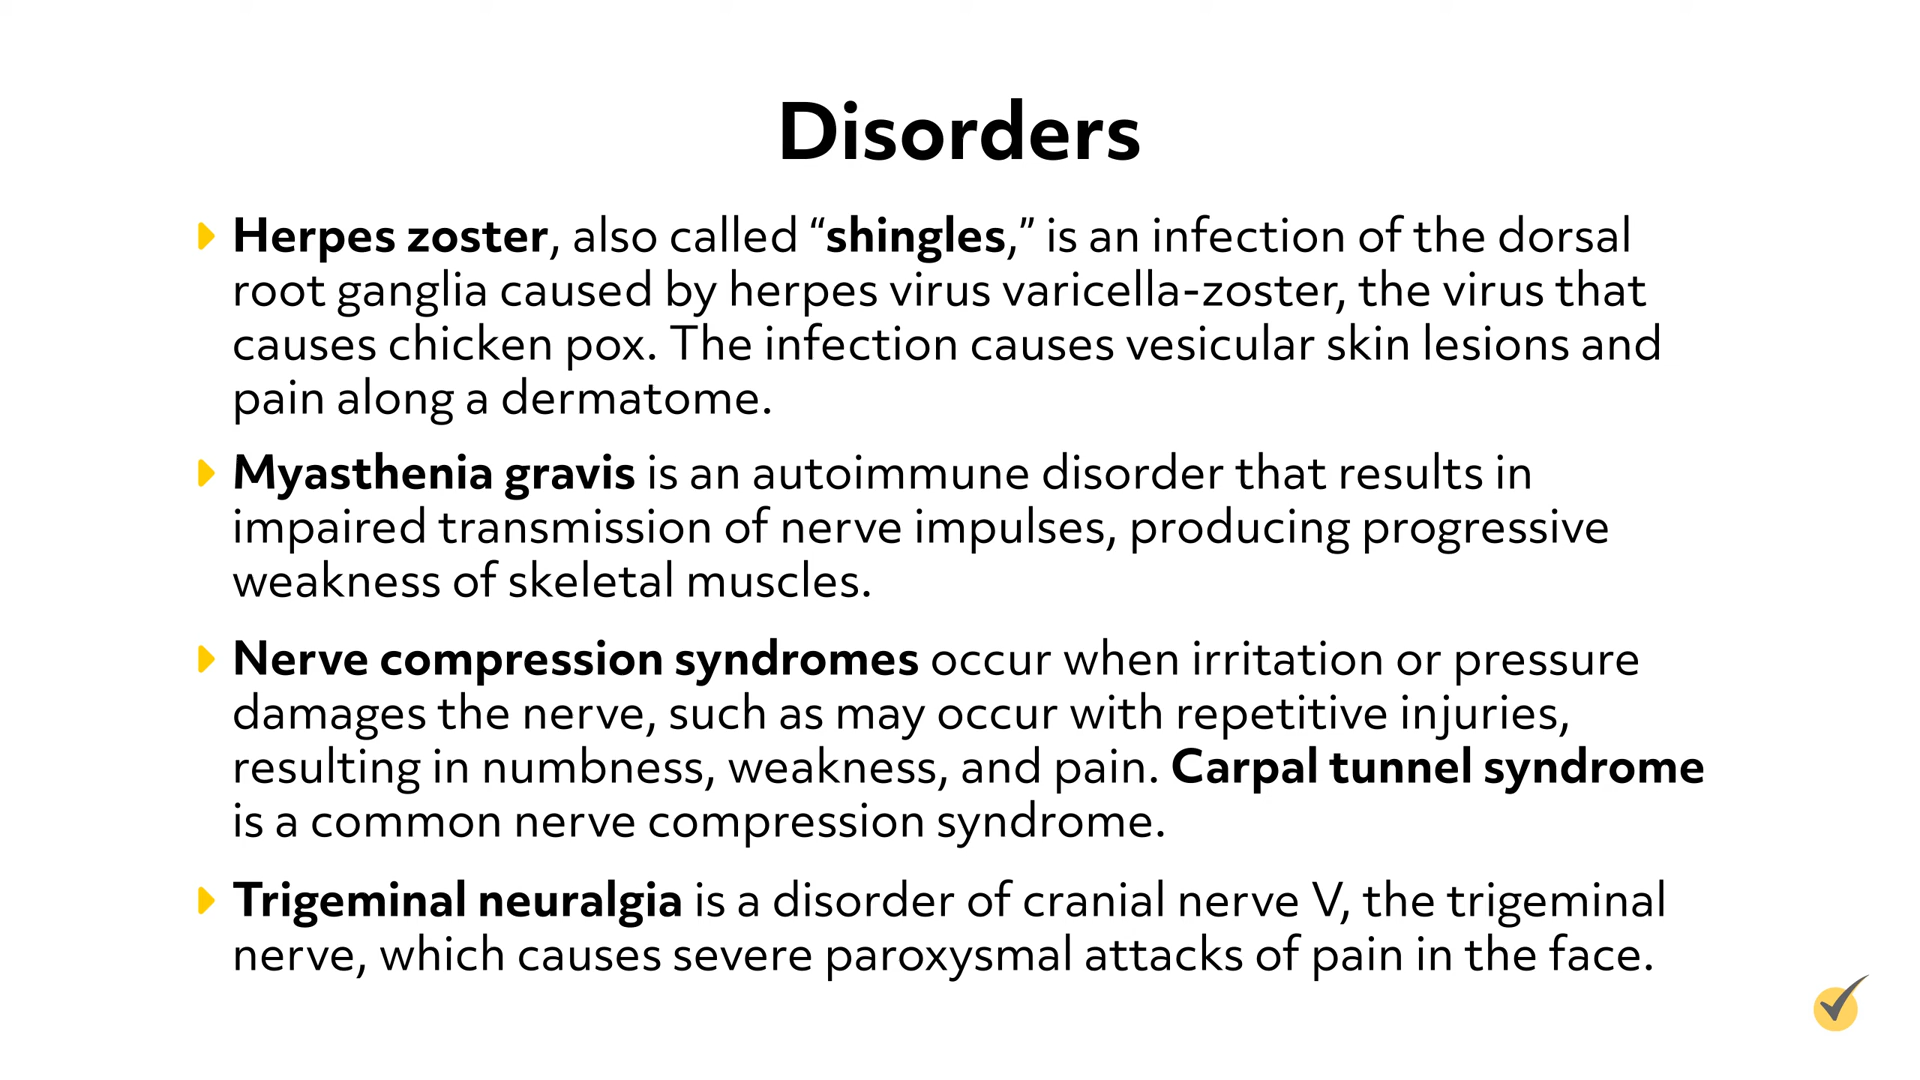 Disorders
Herpes zoster, also called “shingles,” is an infection of the dorsal
root ganglia caused by herpes virus varicella-zoster, the virus that
causes chicken pox. The infection causes vesicular skin lesions and
pain along a dermatome.
Myasthenia gravis is an autoimmune disorder that results in
impaired transmission of nerve impulses, producing progressive
weakness of skeletal muscles.
Nerve compression syndromes occur when irritation or pressure
damages the nerve, such as may occur with repetitive injuries,
resulting in numbness, weakness, and pain. Carpal tunnel syndrome
is a common nerve compression syndrome.
Trigeminal neuralgia is a disorder of cranial nerve V, the trigeminal
nerve, which causes severe paroxysmal attacks of pain in the face.